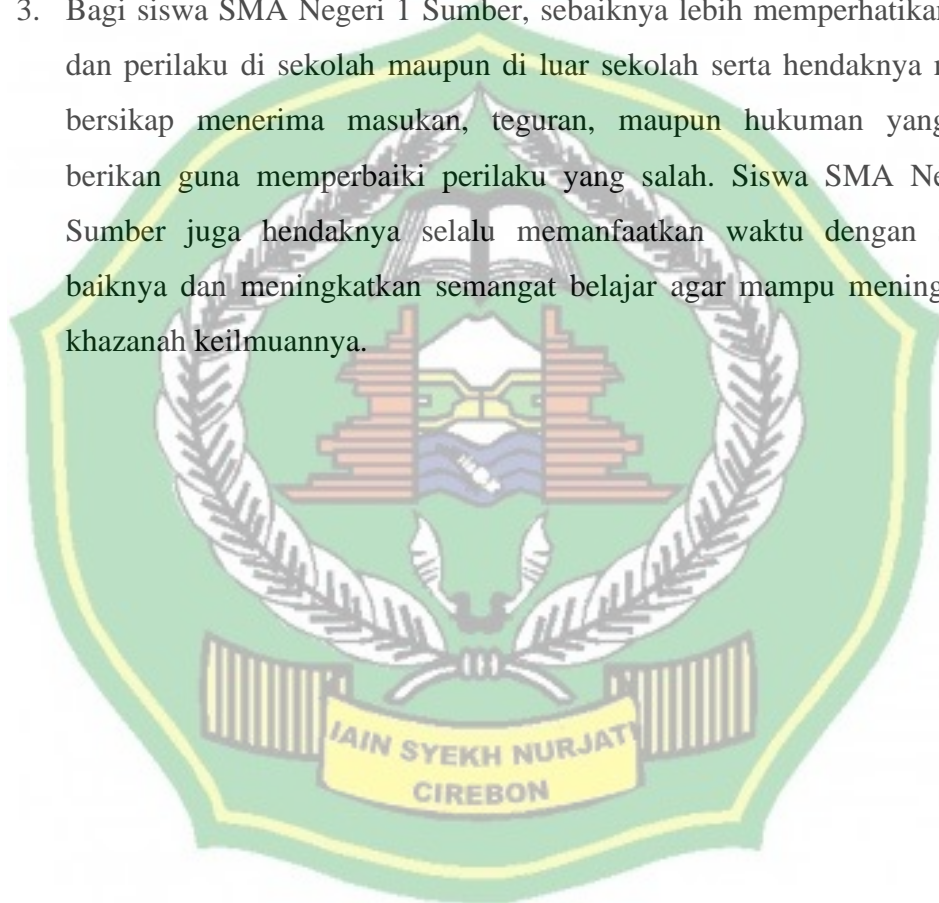 3. Bagi siswa SMA Negeri 1 Sumber, sebaiknya lebih memperhatikan
dan perilaku di sekolah maupun di luar sekolah serta hendaknya
bersikap menerima masukan, teguran, maupun hukuman yang
berikan guna memperbaiki perilaku yang salah. Siswa SMA
Sumber juga hendaknya selalu memanfaatkan waktu dengan
baiknya dan meningkatkan semangat belajar agar mampu
khazanah keilmuannya.
IAIN SYEKH NURJATI
CIREBON